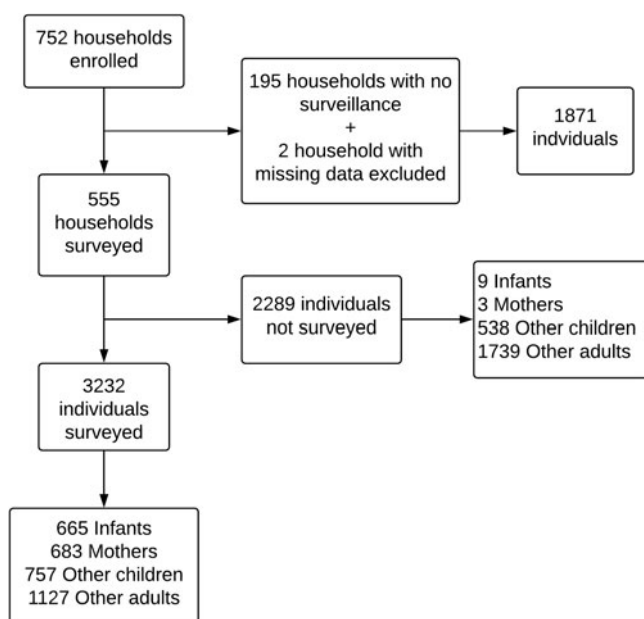 752 households
enrolled
195 households with no
surveillance
+
2 household with
missing data excluded
1871
indviduals
555
households
surveyed
2289 individuals
not surveyed
9 Infants
3 Mothers
538 Other children
1739 Other adults
3232
individuals
surveyed
665 Infants
683 Mothers
757 Other children
1127 Other adults